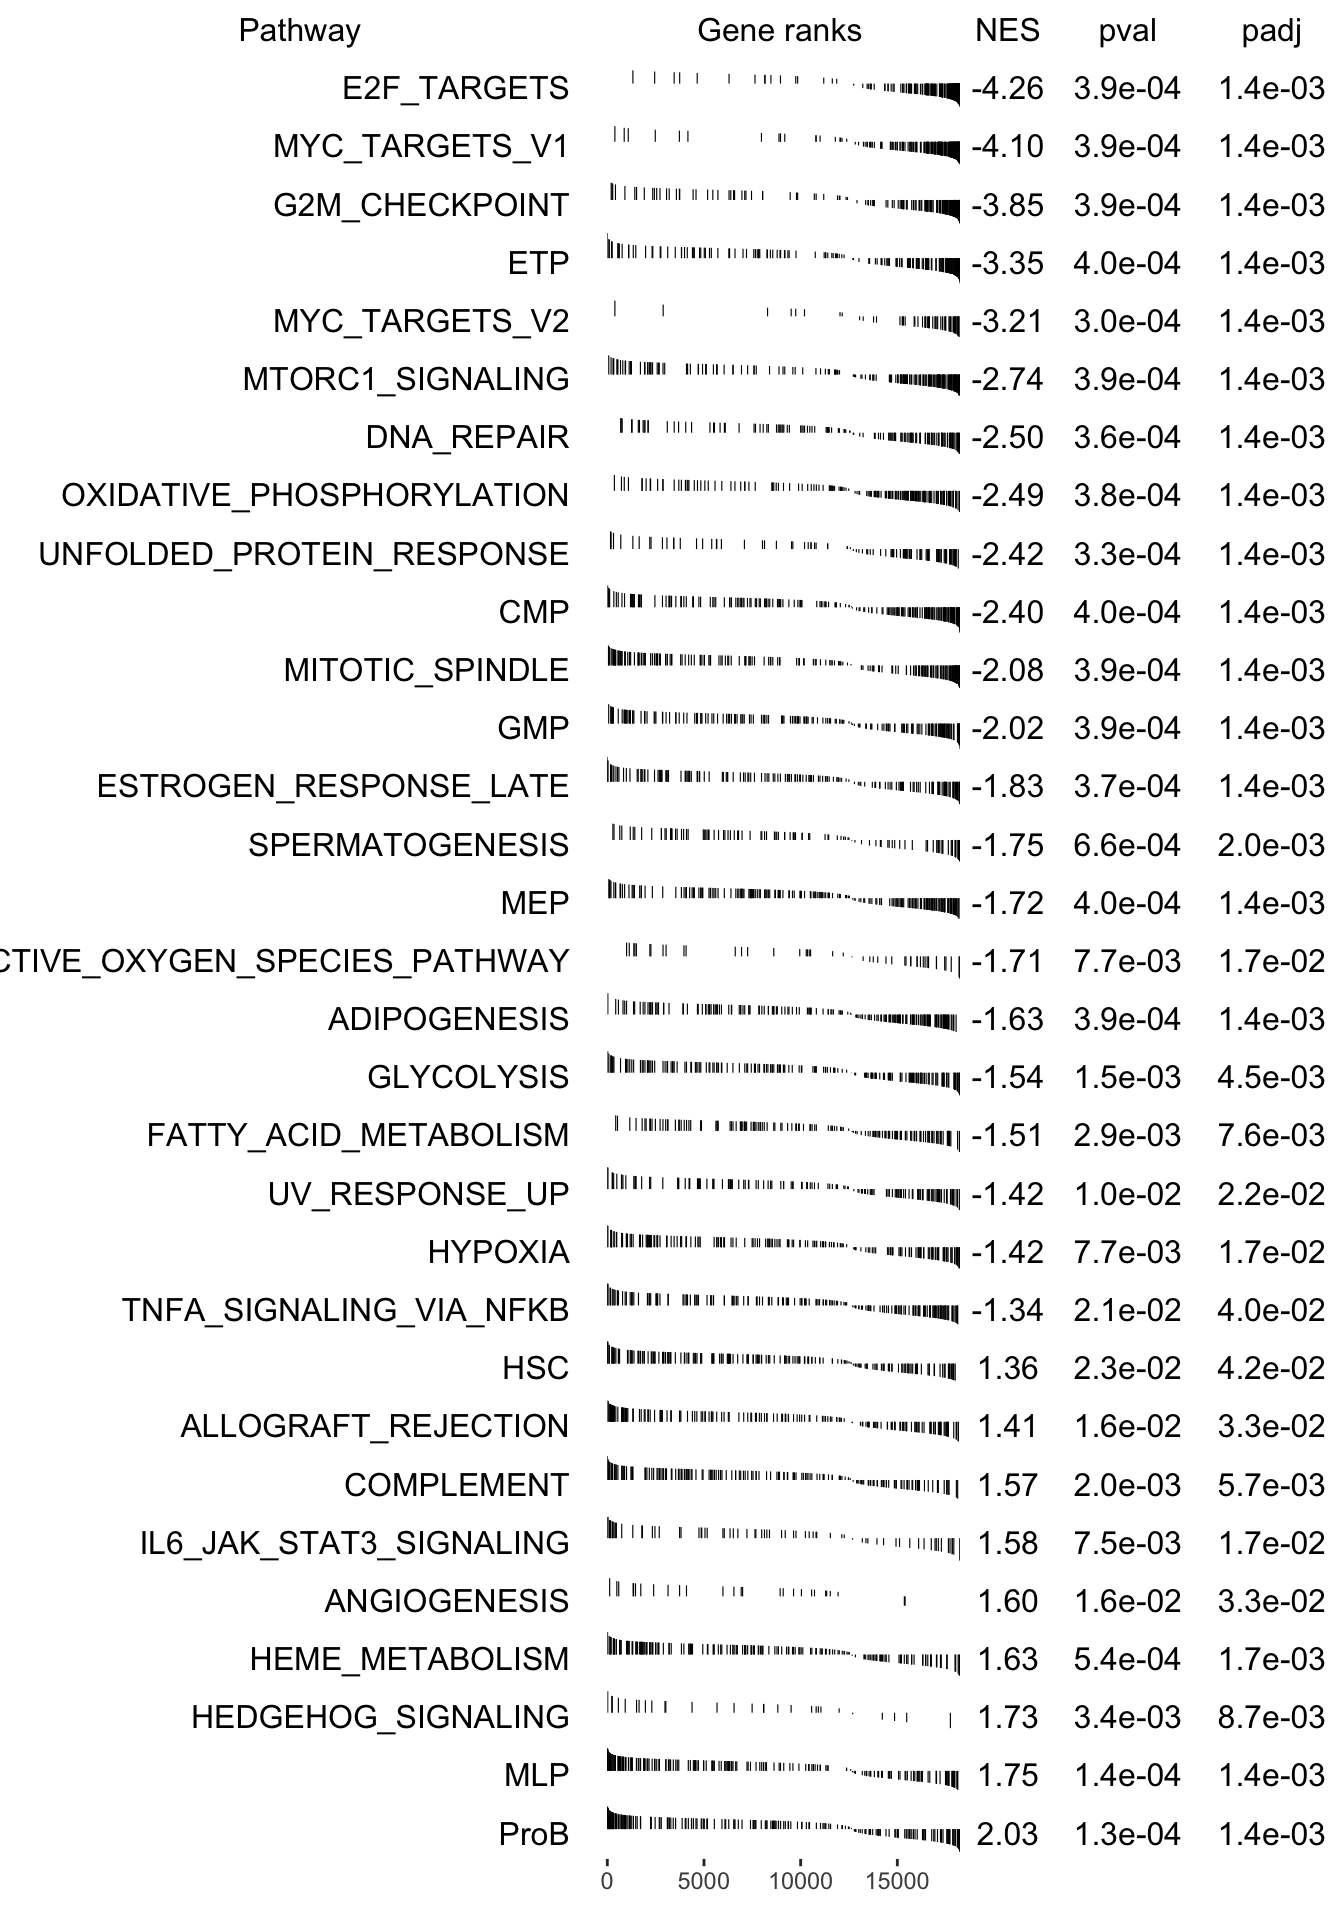 Pathway Gene ranks NES pval padj
E2F_TARGETS -4.26 3.9e-04 1.4e-03
MYC_TARGETS_V1 -4.10 3.9e-04 1.4e-03
G2M_CHECKPOINT -3.85 3.9e-04 1.4e-03
ETP -3.35 4.0e-04 1.4e-03
MYC_TARGETS_V2 -3.21 3.0e-04 1.4e-03
MTORC1_SIGNALING -2.74 3.9e-04 1.4e-03
DNA_REPAIR -2.50 3.6e-04 1.4e-03
OXIDATIVE_PHOSPHORYLATION -2.49 3.8e-04 1.4e-03
UNFOLDED_PROTEIN_RESPONSE -2.42 3.3e-04 1.4e-03
CMP -2.40 4.0e-04 1.4e-03
MITOTIC_SPINDLE -2.08 3.9e-04 1.4e-03
GMP -2.02 3.9e-04 1.4e-03
ESTROGEN_RESPONSE_LATE -1.83 3.7e-04 1.4e-03
SPERMATOGENESIS -1.75 6.6e-04 2.0e-03
MEP -1.72 4.0e-04 1.4e-03
CTIVE_OXYGEN_SPECIES_PATHWAY -1.71 7.7e-03 1.7e-02
ADIPOGENESIS -1.63 3.9e-04 1.4e-03
GLYCOLYSIS -1.54 1.5e-03 4.5e-03
FATTY_ACID_METABOLISM -1.51 2.9e-03 7.6e-03
UV_RESPONSE_UP -1.42 1.0e-02 2.2e-02
HYPOXIA -1.42 7.7e-03 1.7e-02
TNFA_SIGNALING_VIA_NFKB -1.34 2.1e-02 4.0e-02
HSC 1.36 2.3e-02 4.2e-02
ALLOGRAFT_REJECTION 1.41 1.6e-02 3.3e-02
COMPLEMENT 1.57 2.0e-03 5.7e-03
IL6_JAK_STAT3_SIGNALING 1.58 7.5e-03 1.7e-02
ANGIOGENESIS 1.60 1.6e-02 3.3e-02
HEME_METABOLISM 1.63 5.4e-04 1.7e-03
HEDGEHOG_SIGNALING 1.73 3.4e-03 8.7e-03
MLP 1.75 1.4e-04 1.4e-03
ProB 2.03 1.3e-04 1.4e-03
0 5000 10000 15000